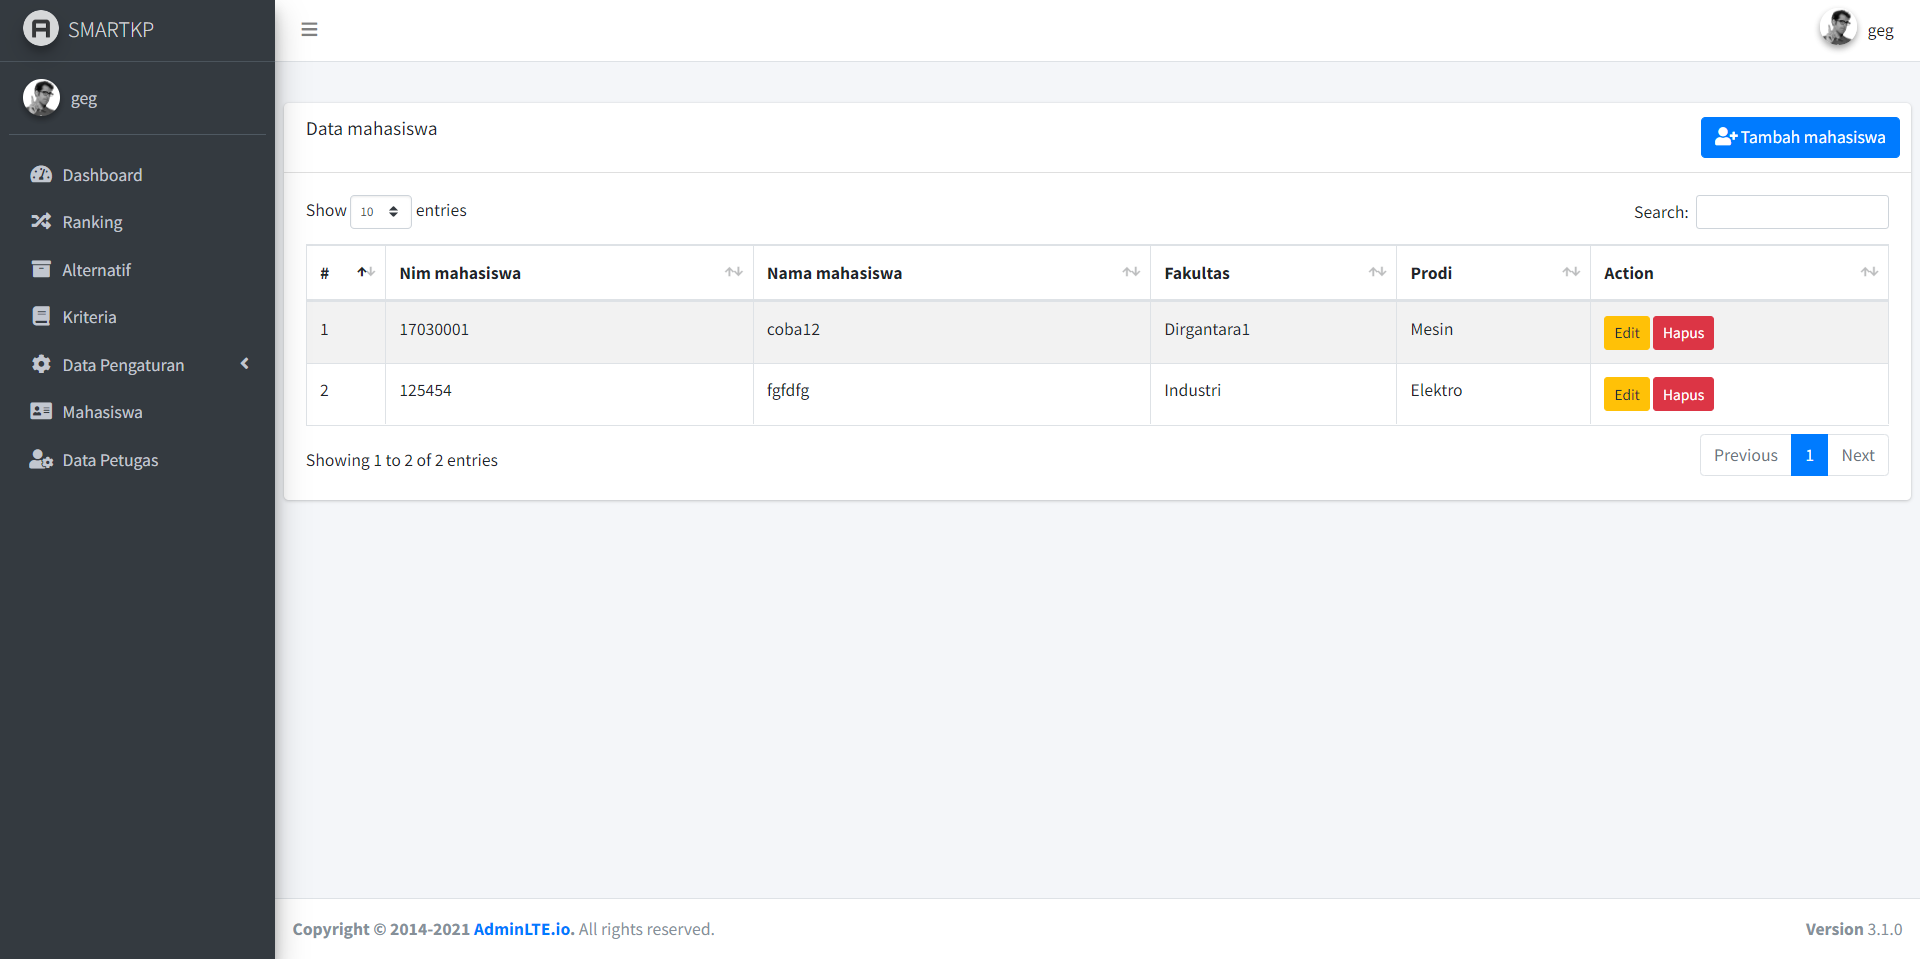 SMARTKP
geg
geg
Dashboard
Ranking
Alternatif
Kriteria
Data Pengaturan
Mahasiswa
Data Petugas
Data mahasiswa
Tambah mahasiswa
Show 10 entries
Search:
# Nim mahasiswa Nama mahasiswa Fakultas Prodi Action
1 17030001 coba12 Dirgantara1 Mesin Edit Hapus
2 125454 fgfdfg Industri Elektro Edit Hapus
Showing 1 to 2 of 2 entries
Previous 1 Next
Copyright © 2014-2021 AdminLTE.io. All rights reserved.
Version 3.1.0